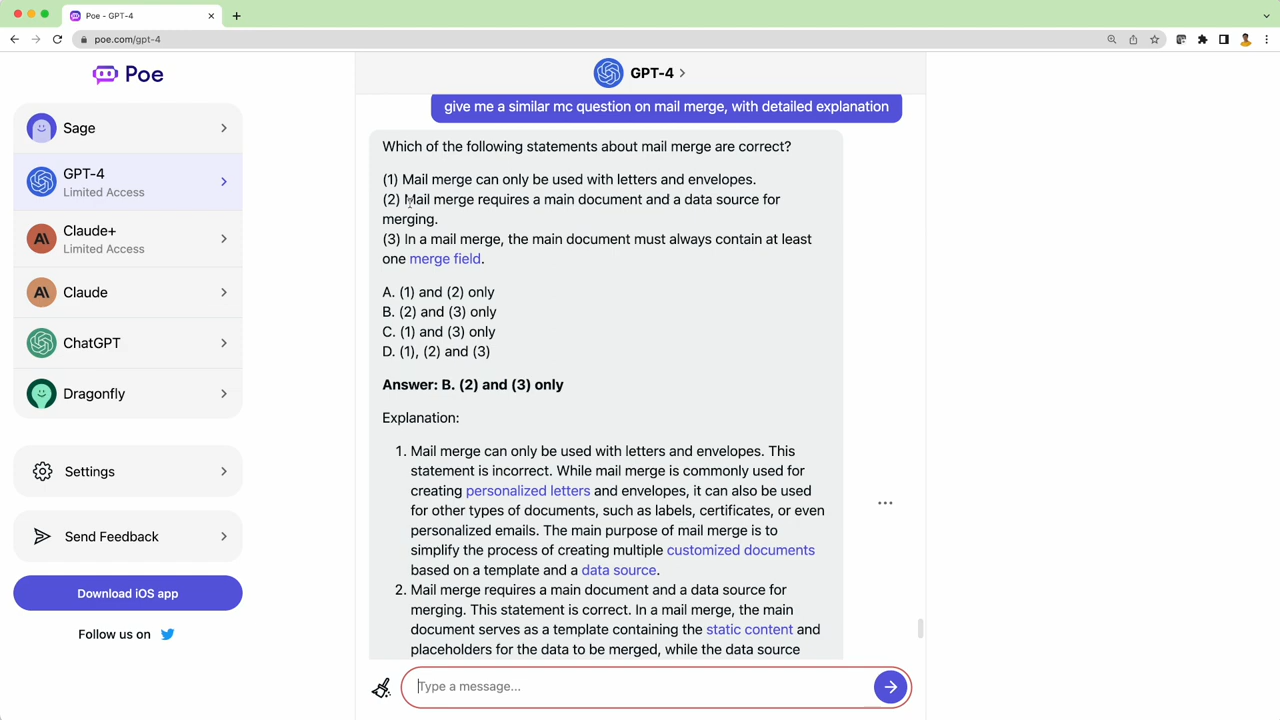 Poe - GPT-4
poe.com/gpt-4
Poe
Sage
GPT-4
Limited Access
Claude+
Limited Access
Claude
ChatGPT
Dragonfly
Settings
Send Feedback
Download iOS app
Follow us on
GPT-4
give me a similar mc question on mail merge, with detailed explanation
Which of the following statements about mail merge are correct?
(1) Mail merge can only be used with letters and envelopes.
(2) Mail merge requires a main document and a data source for
merging.
(3) In a mail merge, the main document must always contain at least
one merge field.
A. (1) and (2) only
B. (2) and (3) only
C. (1) and (3) only
D. (1), (2) and (3)
Answer: B. (2) and (3) only
Explanation:
1. Mail merge can only be used with letters and envelopes. This
statement is incorrect. While mail merge is commonly used for
creating personalized letters and envelopes, it can also be used
for other types of documents, such as labels, certificates, or even
personalized emails. The main purpose of mail merge is to
simplify the process of creating multiple customized documents
based on a template and a data source.
2. Mail merge requires a main document and a data source for
merging. This statement is correct. In a mail merge, the main
document serves as a template containing the static content and
placeholders for the data to be merged, while the data source
Type a message...